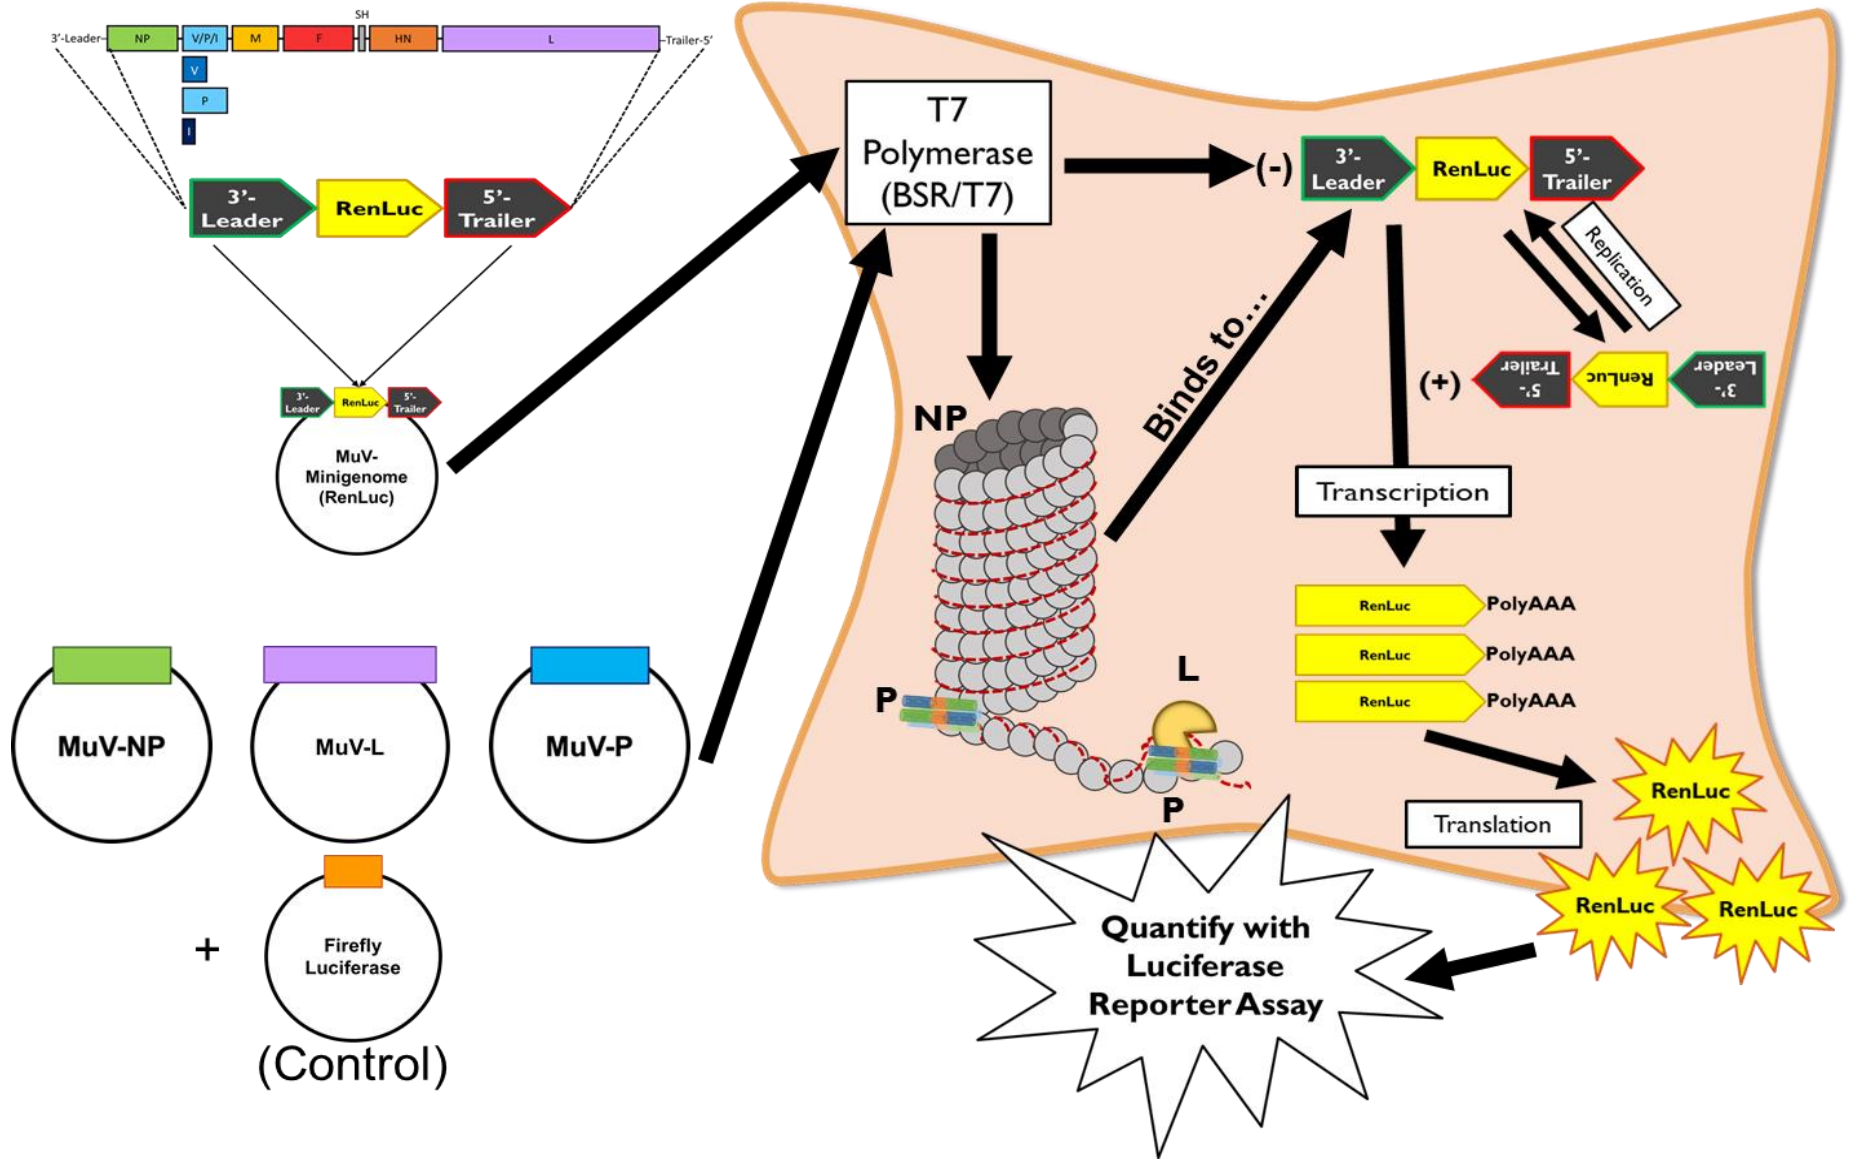 SH
3'-Leader
NP
V/P/I
M
F
HN
L
Trailer-5'
V
P
I
3'-
Leader
RenLuc
5'-
Trailer
3'-
Leader
RenLuc
5'-
Trailer
MuV-
Minigenome
(RenLuc)
MuV-NP
MuV-L
MuV-P
+
Firefly
Luciferase
(Control)
T7
Polymerase
(BSR/T7)
(-)
3'-
Leader
RenLuc
5'-
Trailer
Replication
(+)
5'-
Trailer
RenLuc
3'-
Leader
Binds to...
NP
P
L
P
Transcription
RenLuc
PolyAAA
RenLuc
PolyAAA
RenLuc
PolyAAA
Translation
RenLuc
RenLuc
RenLuc
Quantify with
Luciferase
Reporter Assay